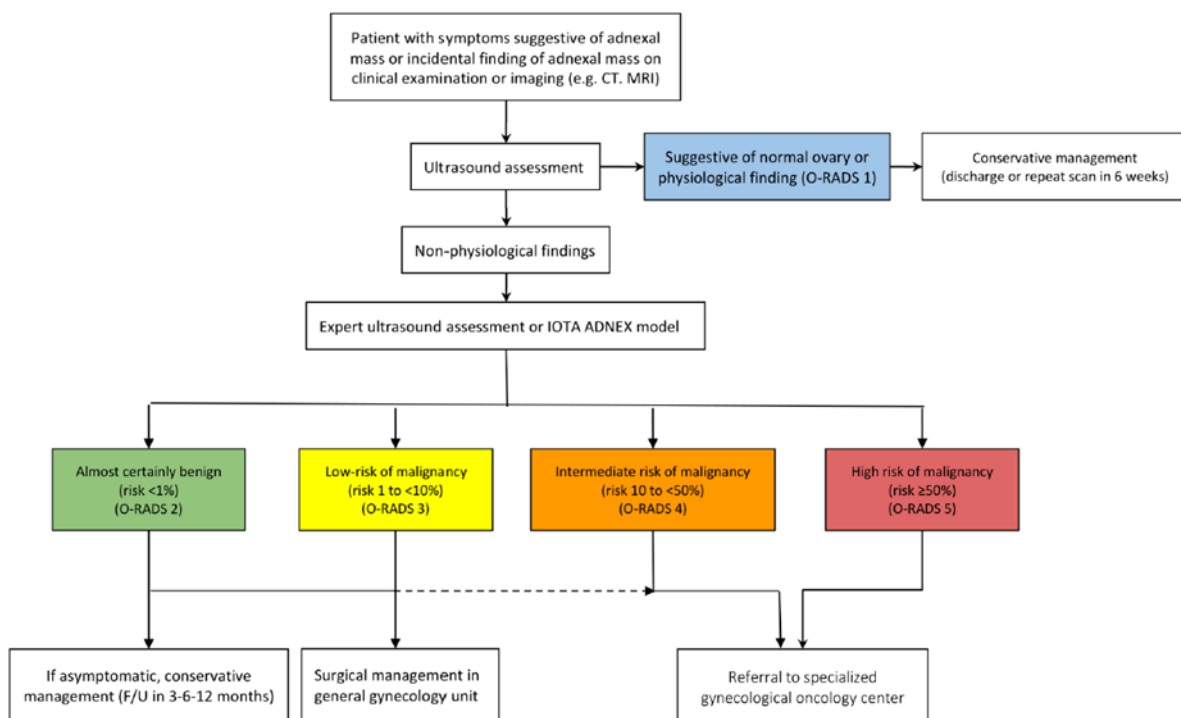 Patient with symptoms suggestive of adnexal
mass or incidental finding of adnexal mass on
clinical examination or imaging (e.g. CT. MRI)
Ultrasound assessment
Suggestive of normal ovary or
physiological finding (O-RADS 1)
Conservative management
(discharge or repeat scan in 6 weeks)
Non-physiological findings
Expert ultrasound assessment or IOTA ADNEX model
Almost certainly benign
(risk <1%)
(O-RADS 2)
Low-risk of malignancy
(risk 1 to <10%)
(O-RADS 3)
Intermediate risk of malignancy
(risk 10 to <50%)
(O-RADS 4)
High risk of malignancy
(risk ≥50%)
(O-RADS 5)
If asymptomatic, conservative
management (F/U in 3-6-12 months)
Surgical management in
general gynecology unit
Referral to specialized
gynecological oncology center